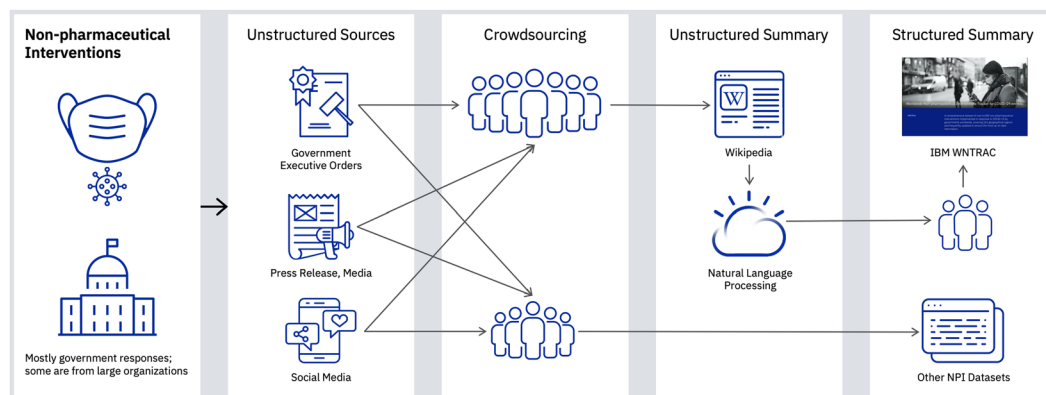 Non-pharmaceutical
Interventions
Mostly government responses;
some are from large organizations
Unstructured Sources
Government
Executive Orders
Press Release, Media
Social Media
Crowdsourcing
Unstructured Summary
W
Wikipedia
Natural Language
Processing
Structured Summary
IBM WNTRAC
Other NPI Datasets